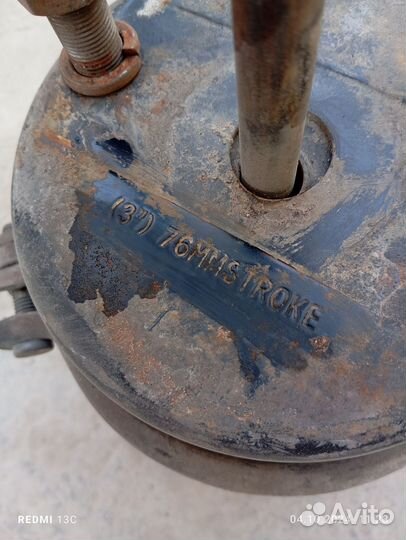 (3") 76MMSTROKE
REDMI 13C
Avito